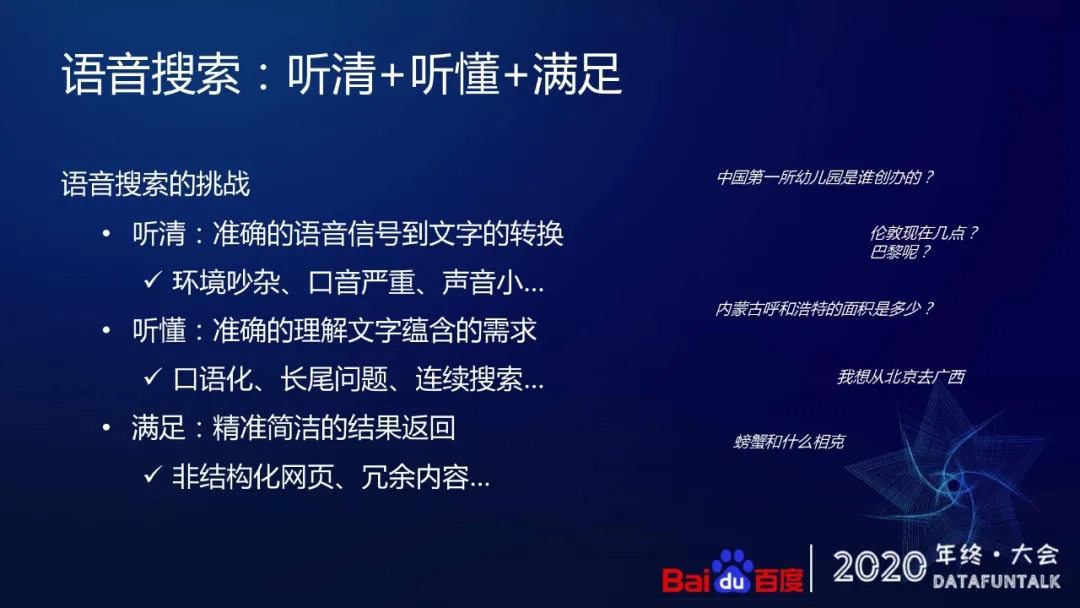 语音搜索：听清+听懂+满足
语音搜索的挑战
• 听清：准确的语音信号到文字的转换
✓ 环境吵杂、口音严重、声音小...
• 听懂：准确的理解文字蕴含的需求
✓ 口语化、长尾问题、连续搜索...
• 满足：精准简洁的结果返回
✓ 非结构化网页、冗余内容...
中国第一所幼儿园是谁创办的？
伦敦现在几点？
巴黎呢？
内蒙古呼和浩特的面积是多少？
我想从北京去广西
螃蟹和什么相克
Bai du 百度
2020 年终·大会
DATAFUNTALK